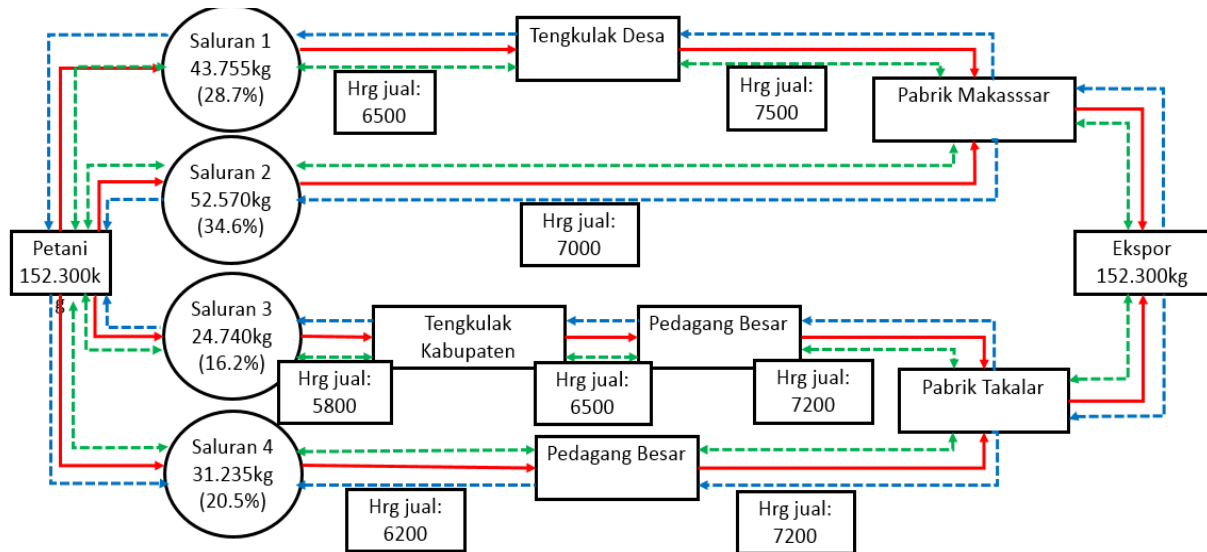 Saluran 1
43.755kg
(28.7%)
Tengkulak Desa
Hrg jual:
6500
Hrg jual:
7500
Pabrik Makasssar
Saluran 2
52.570kg
(34.6%)
Hrg jual:
7000
Petani
152.300k
g
Ekspor
152.300kg
Saluran 3
24.740kg
(16.2%)
Tengkulak
Kabupaten
Pedagang Besar
Hrg jual:
5800
Hrg jual:
6500
Hrg jual:
7200
Pabrik Takalar
Saluran 4
31.235kg
(20.5%)
Pedagang Besar
Hrg jual:
6200
Hrg jual:
7200